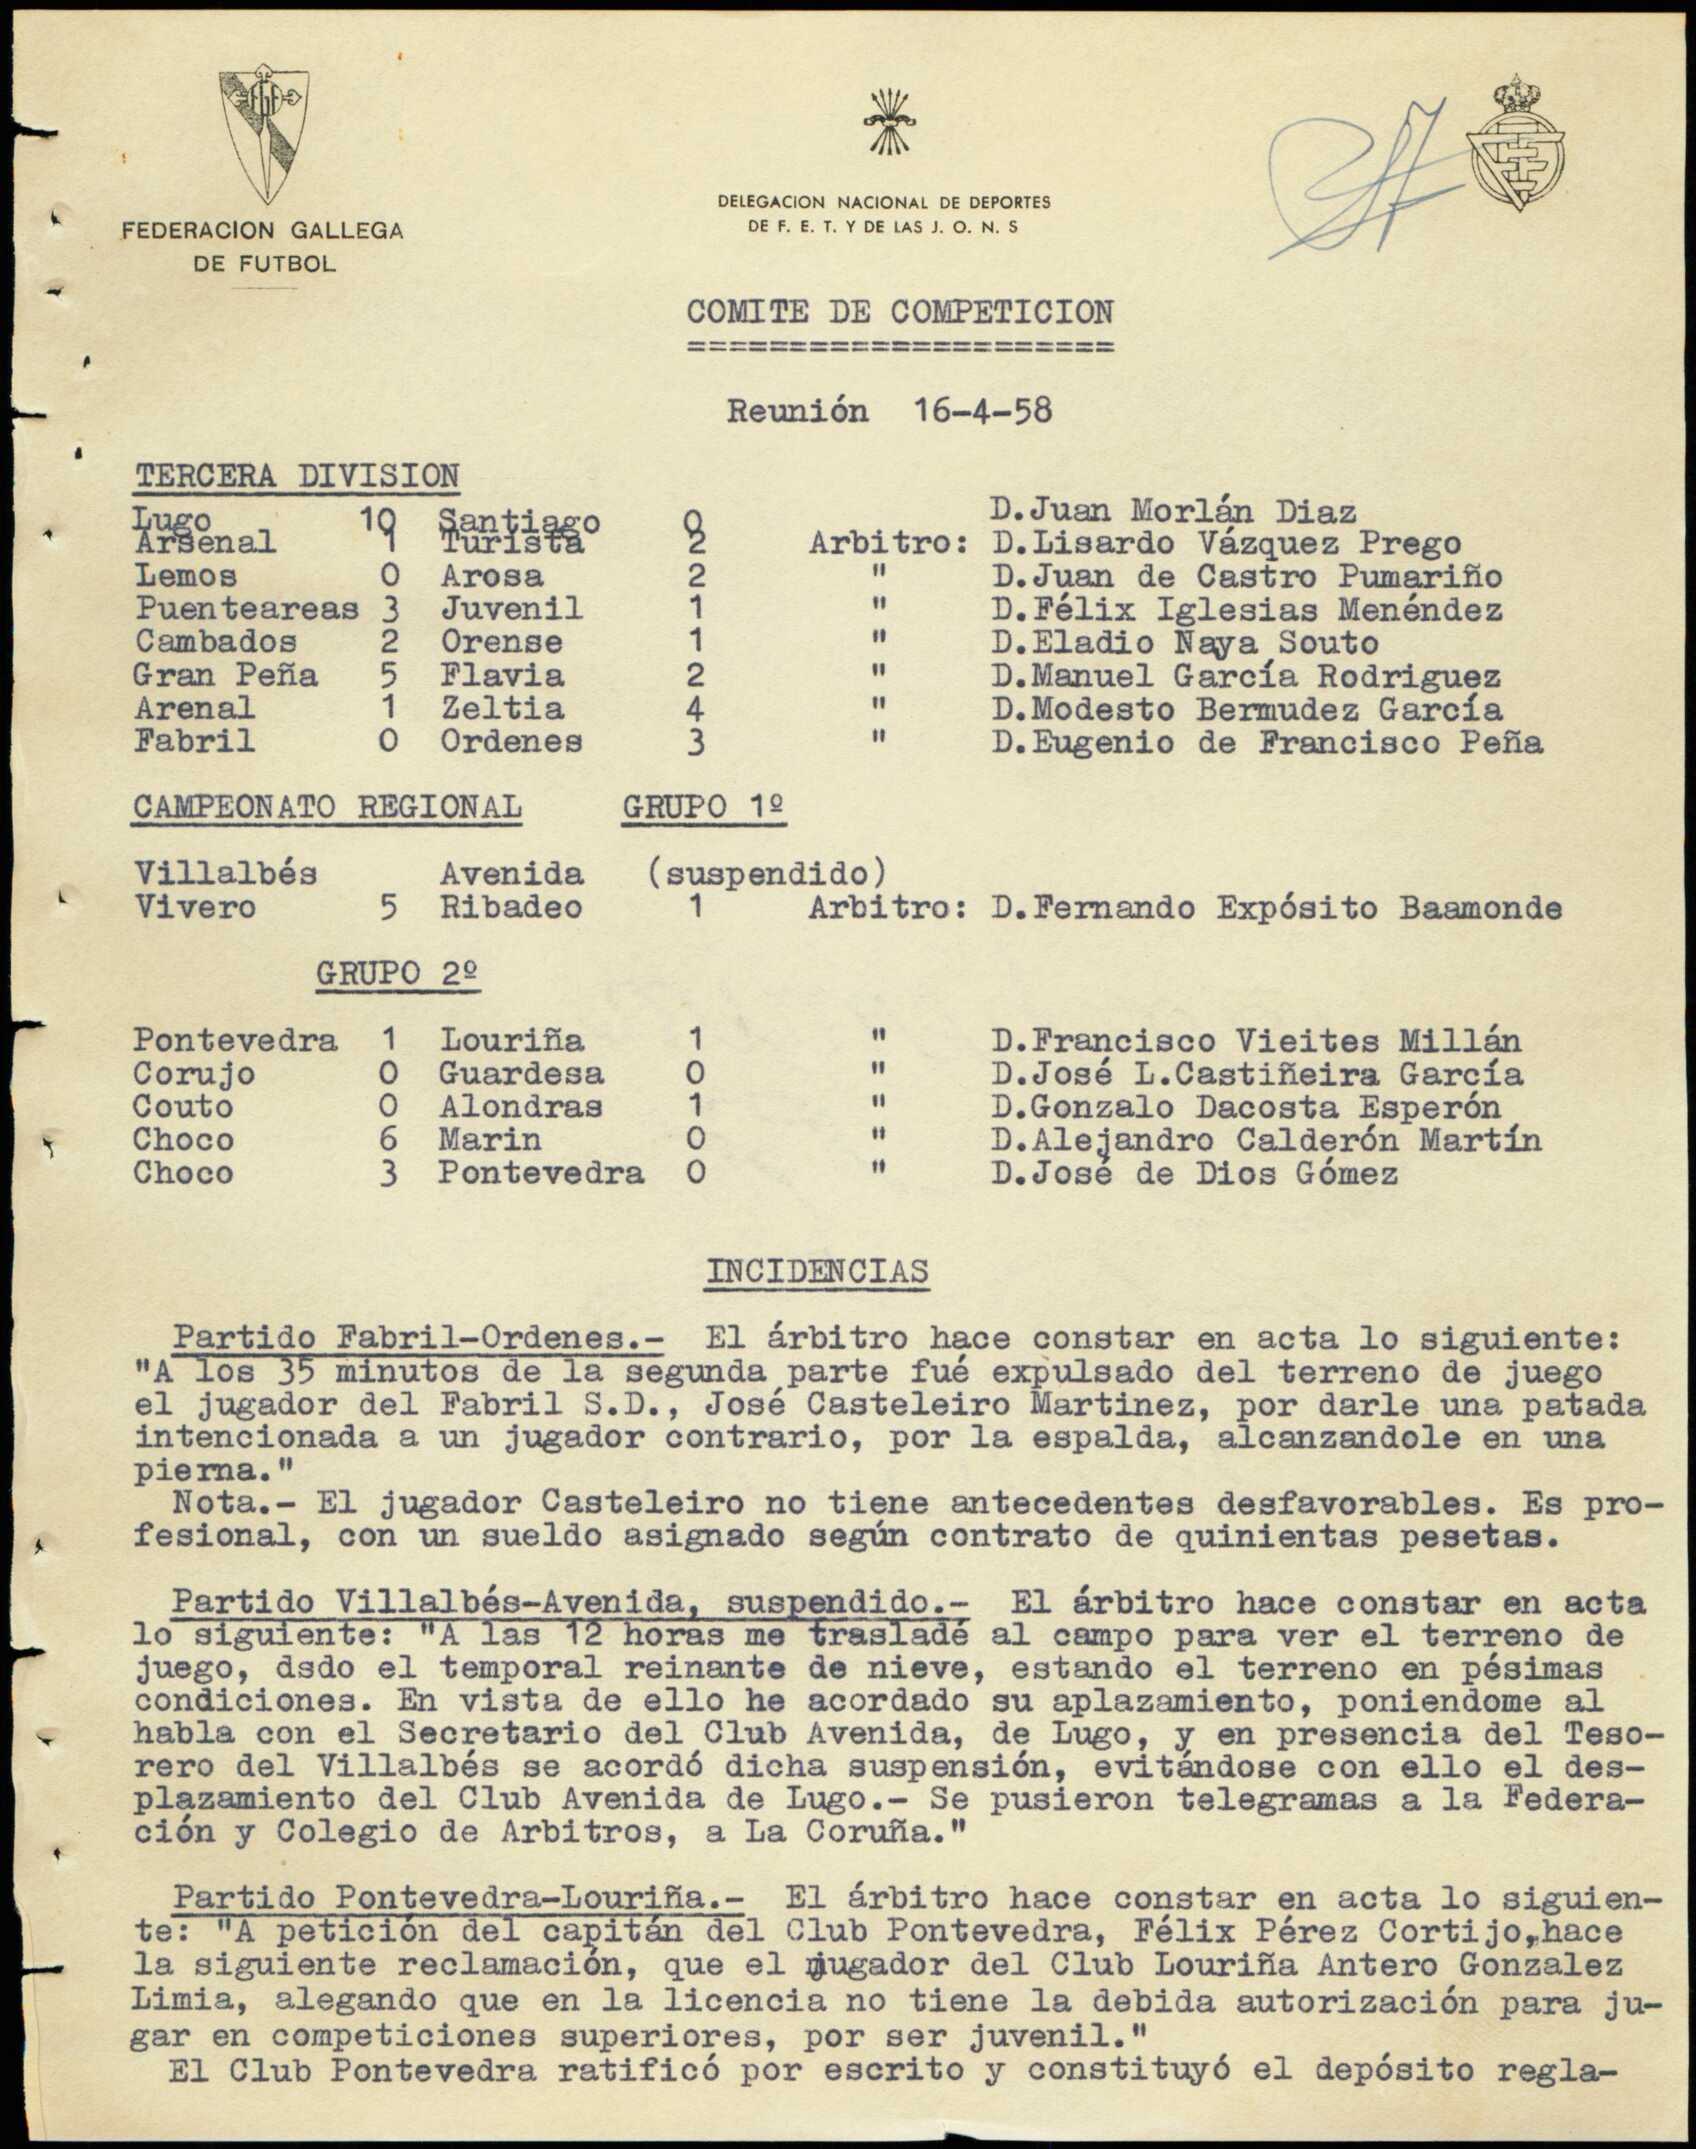 FEDERACION GALLEGA
DE FUTBOL
DELEGACION NACIONAL DE DEPORTES
DE F. E. T. Y DE LAS J. O. N. S
COMITE DE COMPETICION
=====================
Reunión 16-4-58
TERCERA DIVISION
Lugo 10 Santiago 0 D.Juan Morlán Diaz
Arsenal 1 Turista 2 Arbitro: D.Lisardo Vázquez Prego
Lemos 0 Arosa 2 " D.Juan de Castro Pumariño
Puenteareas 3 Juvenil 1 " D.Félix Iglesias Menéndez
Cambados 2 Orense 1 " D.Eladio Naya Souto
Gran Peña 5 Flavia 2 " D.Manuel García Rodriguez
Arenal 1 Zeltia 4 " D.Modesto Bermudez García
Fabril 0 Ordenes 3 " D.Eugenio de Francisco Peña
CAMPEONATO REGIONAL GRUPO 1º
Villalbés Avenida (suspendido)
Vivero 5 Ribadeo 1 Arbitro: D.Fernando Expósito Baamonde
GRUPO 2º
Pontevedra 1 Louriña 1 " D.Francisco Vieites Millán
Corujo 0 Guardesa 0 " D.José L.Castiñeira García
Couto 0 Alondras 1 " D.Gonzalo Dacosta Esperón
Choco 6 Marin 0 " D.Alejandro Calderón Martín
Choco 3 Pontevedra 0 " D.José de Dios Gómez
INCIDENCIAS
Partido Fabril-Ordenes.- El árbitro hace constar en acta lo siguiente:
"A los 35 minutos de la segunda parte fué expulsado del terreno de juego
el jugador del Fabril S.D., José Casteleiro Martinez, por darle una patada
intencionada a un jugador contrario, por la espalda, alcanzandole en una
pierna."
Nota.- El jugador Casteleiro no tiene antecedentes desfavorables. Es pro-
fesional, con un sueldo asignado según contrato de quinientas pesetas.
Partido Villalbés-Avenida, suspendido.- El árbitro hace constar en acta
lo siguiente: "A las 12 horas me trasladé al campo para ver el terreno de
juego, dsdo el temporal reinante de nieve, estando el terreno en pésimas
condiciones. En vista de ello he acordado su aplazamiento, poniendome al
habla con el Secretario del Club Avenida, de Lugo, y en presencia del Teso-
rero del Villalbés se acordó dicha suspensión, evitándose con ello el des-
plazamiento del Club Avenida de Lugo.- Se pusieron telegramas a la Federa-
ción y Colegio de Arbitros, a La Coruña."
Partido Pontevedra-Louriña.- El árbitro hace constar en acta lo siguien-
te: "A petición del capitán del Club Pontevedra, Félix Pérez Cortijo, hace
la siguiente reclamación, que el jugador del Club Louriña Antero Gonzalez
Limia, alegando que en la licencia no tiene la debida autorización para ju-
gar en competiciones superiores, por ser juvenil."
El Club Pontevedra ratificó por escrito y constituyó el depósito regla-